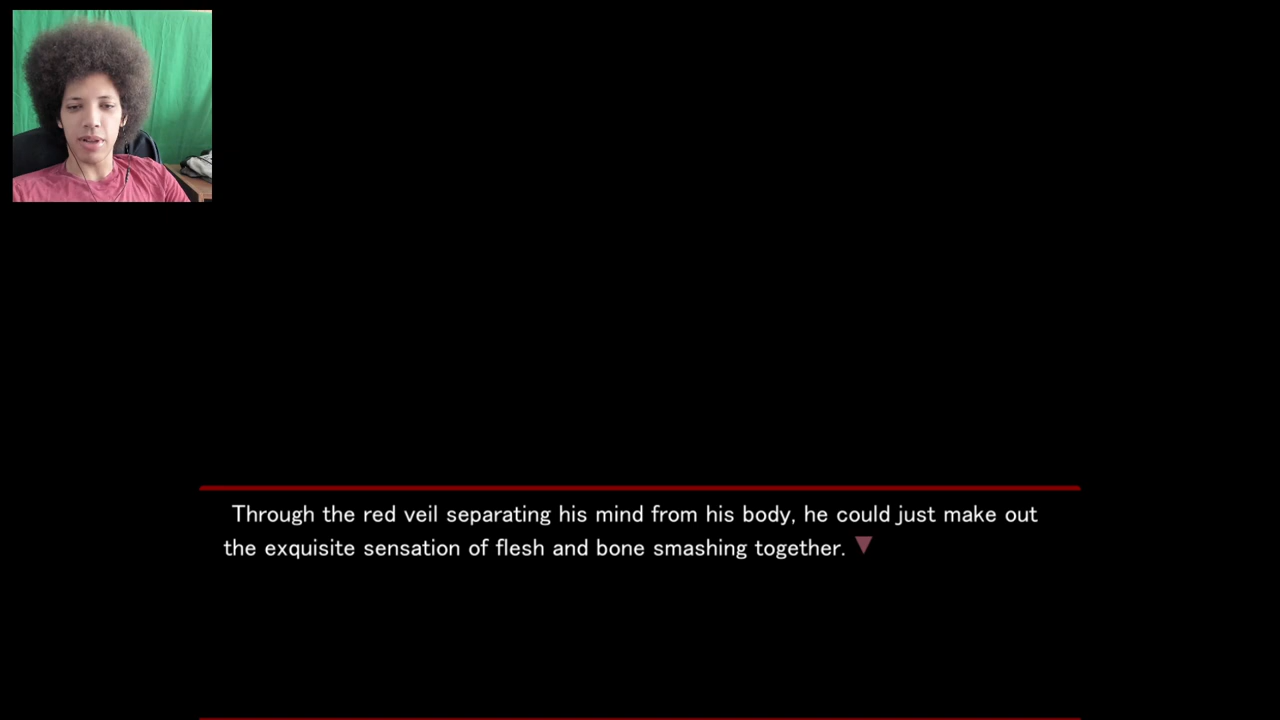 Through the red veil separating his mind from his body, he could just make out
the exquisite sensation of flesh and bone smashing together.